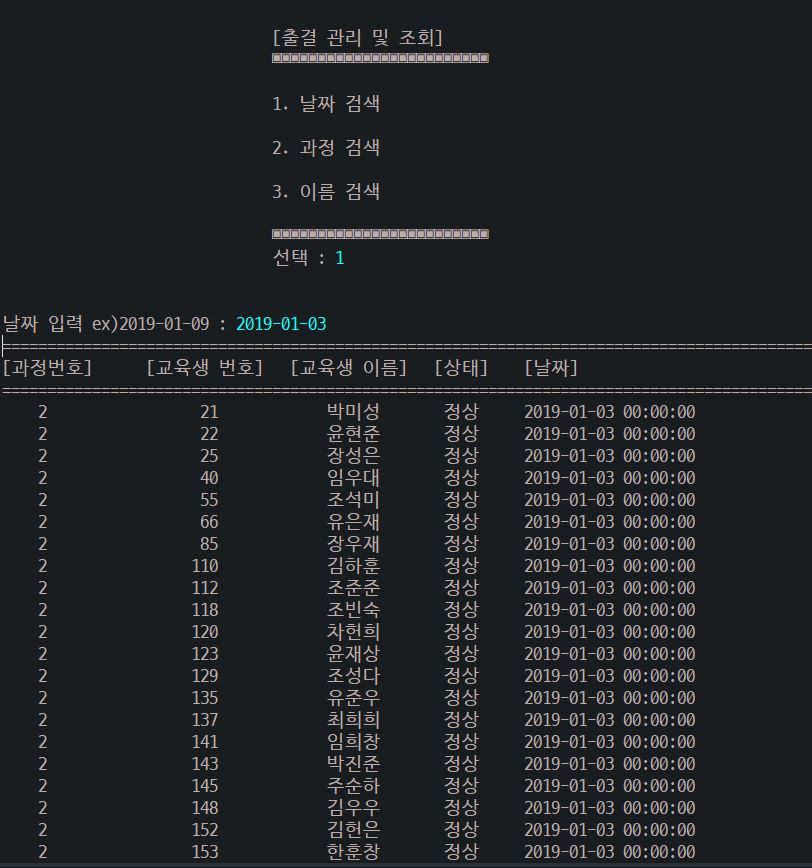 [출결 관리 및 조회]
▣▣▣▣▣▣▣▣▣▣▣▣▣▣▣▣▣▣▣▣▣▣▣▣
1. 날짜 검색
2. 과정 검색
3. 이름 검색
▣▣▣▣▣▣▣▣▣▣▣▣▣▣▣▣▣▣▣▣▣▣▣▣
선택 : 1
날짜 입력 ex)2019-01-09 : 2019-01-03
==========================================================================================
[과정번호] [교육생 번호] [교육생 이름] [상태] [날짜]
==========================================================================================
2 21 박미성 정상 2019-01-03 00:00:00
2 22 윤현준 정상 2019-01-03 00:00:00
2 25 장성은 정상 2019-01-03 00:00:00
2 40 임우대 정상 2019-01-03 00:00:00
2 55 조석미 정상 2019-01-03 00:00:00
2 66 유은재 정상 2019-01-03 00:00:00
2 85 장우재 정상 2019-01-03 00:00:00
2 110 김하훈 정상 2019-01-03 00:00:00
2 112 조준준 정상 2019-01-03 00:00:00
2 118 조빈숙 정상 2019-01-03 00:00:00
2 120 차헌희 정상 2019-01-03 00:00:00
2 123 윤재상 정상 2019-01-03 00:00:00
2 129 조성다 정상 2019-01-03 00:00:00
2 135 유준우 정상 2019-01-03 00:00:00
2 137 최희희 정상 2019-01-03 00:00:00
2 141 임희창 정상 2019-01-03 00:00:00
2 143 박진준 정상 2019-01-03 00:00:00
2 145 주순하 정상 2019-01-03 00:00:00
2 148 김우우 정상 2019-01-03 00:00:00
2 152 김헌은 정상 2019-01-03 00:00:00
2 153 한훈창 정상 2019-01-03 00:00:00